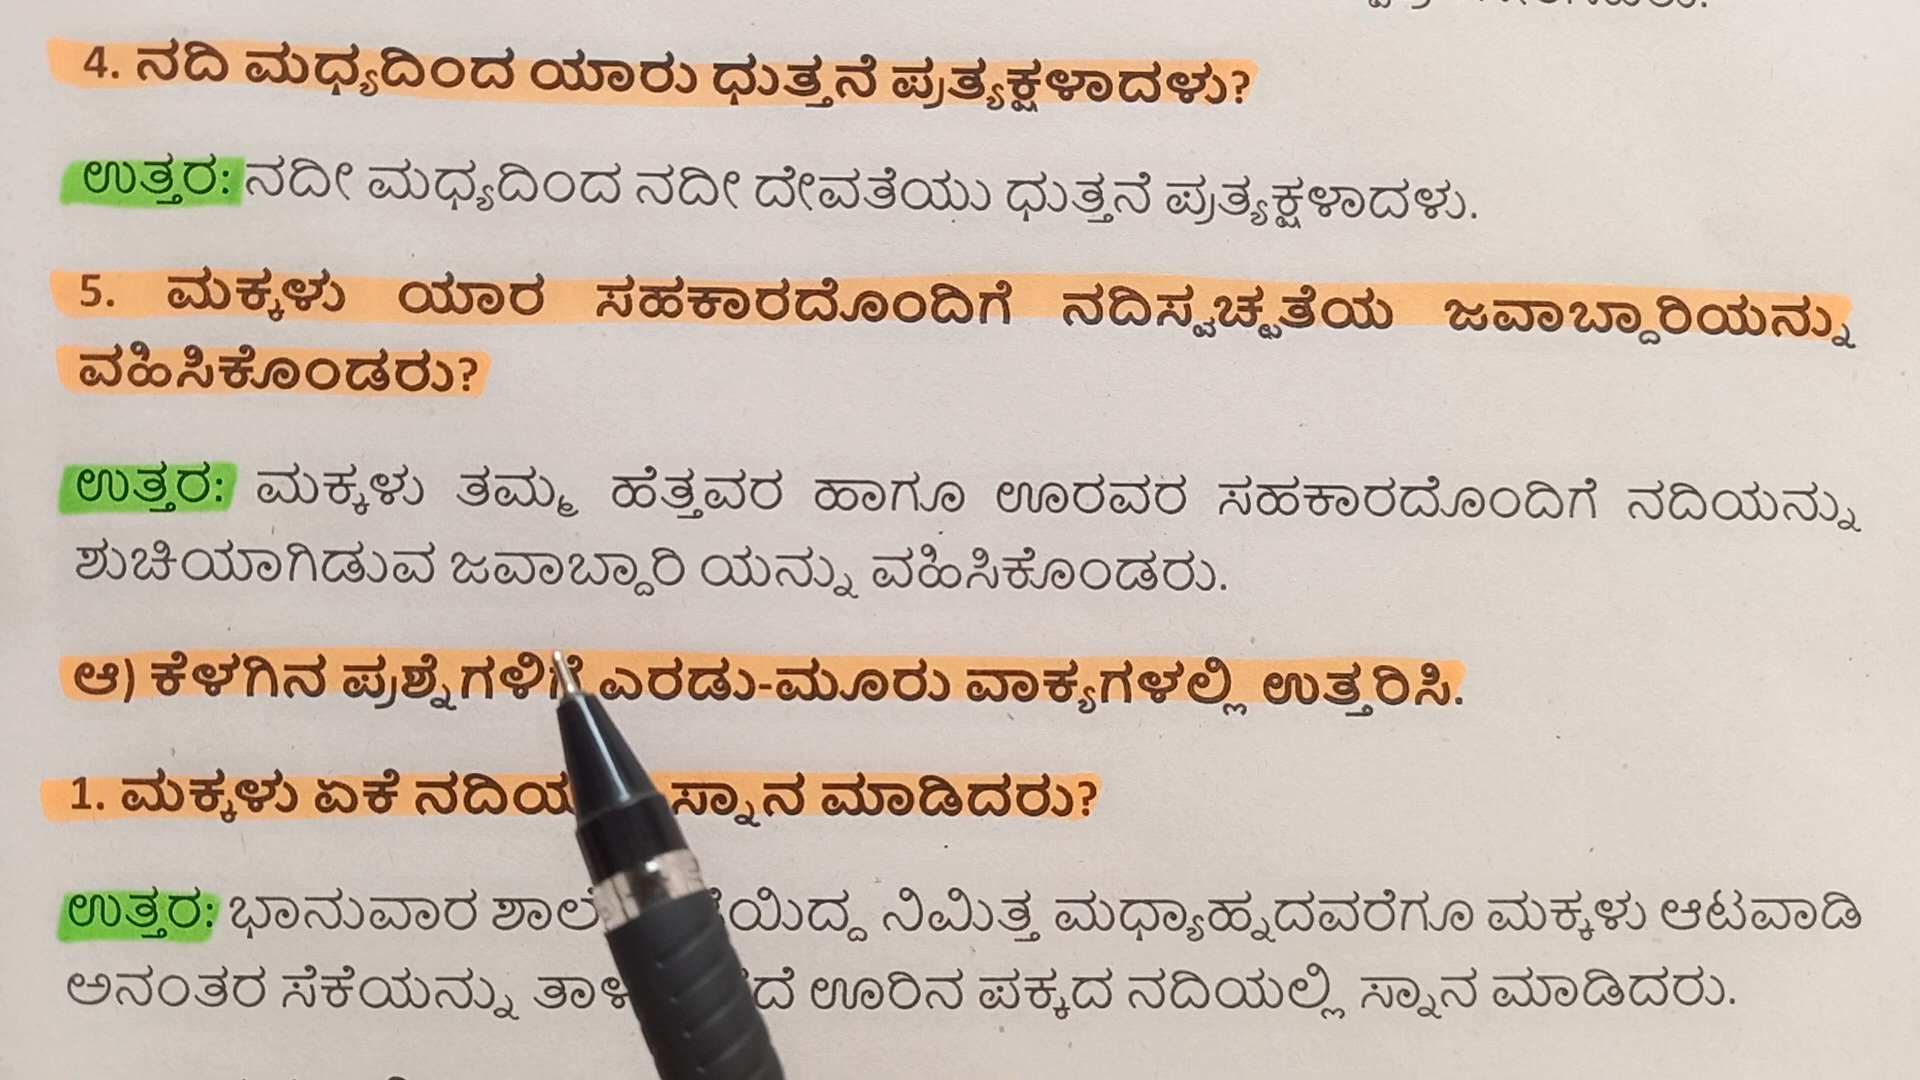 4. ನದಿ ಮಧ್ಯದಿಂದ ಯಾರು ಧುತ್ತನೆ ಪ್ರತ್ಯಕ್ಷಳಾದಳು?
ಉತ್ತರ: ನದೀ ಮಧ್ಯದಿಂದ ನದೀ ದೇವತೆಯು ಧುತ್ತನೆ ಪ್ರತ್ಯಕ್ಷಳಾದಳು.
5. ಮಕ್ಕಳು ಯಾರ ಸಹಕಾರದೊಂದಿಗೆ ನದಿಸ್ವಚ್ಛತೆಯ ಜವಾಬ್ದಾರಿಯನ್ನು
ವಹಿಸಿಕೊಂಡರು?
ಉತ್ತರ: ಮಕ್ಕಳು ತಮ್ಮ ಹೆತ್ತವರ ಹಾಗೂ ಊರವರ ಸಹಕಾರದೊಂದಿಗೆ ನದಿಯನ್ನು
ಶುಚಿಯಾಗಿಡುವ ಜವಾಬ್ದಾರಿ ಯನ್ನು ವಹಿಸಿಕೊಂಡರು.
ಆ) ಕೆಳಗಿನ ಪ್ರಶ್ನೆಗಳಿಗೆ ಎರಡು-ಮೂರು ವಾಕ್ಯಗಳಲ್ಲಿ ಉತ್ತರಿಸಿ.
1. ಮಕ್ಕಳು ಏಕೆ ಸ್ನಾನ ಮಾಡಿದರು?
ಉತ್ತರ: ಭಾನುವಾರ ನಿಮಿತ್ತ ಮಧ್ಯಾಹ್ನದವರೆಗೂ ಮಕ್ಕಳು ಆಟವಾಡಿ
ಅನಂತರ ಸೆಕೆಯನ್ನು ಊರಿನ ಪಕ್ಕದ ನದಿಯಲ್ಲಿ ಸ್ನಾನ ಮಾಡಿದರು.